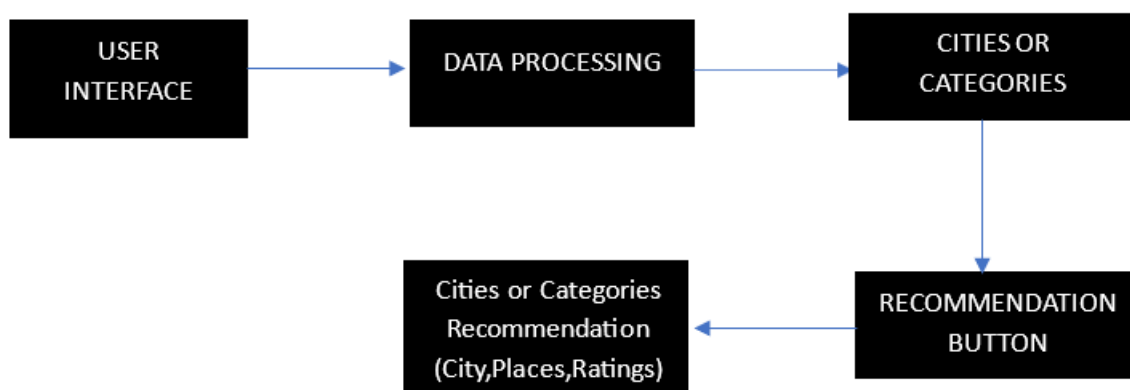 USER
INTERFACE
DATA PROCESSING
CITIES OR
CATEGORIES
RECOMMENDATION
BUTTON
Cities or Categories
Recommendation
(City,Places,Ratings)